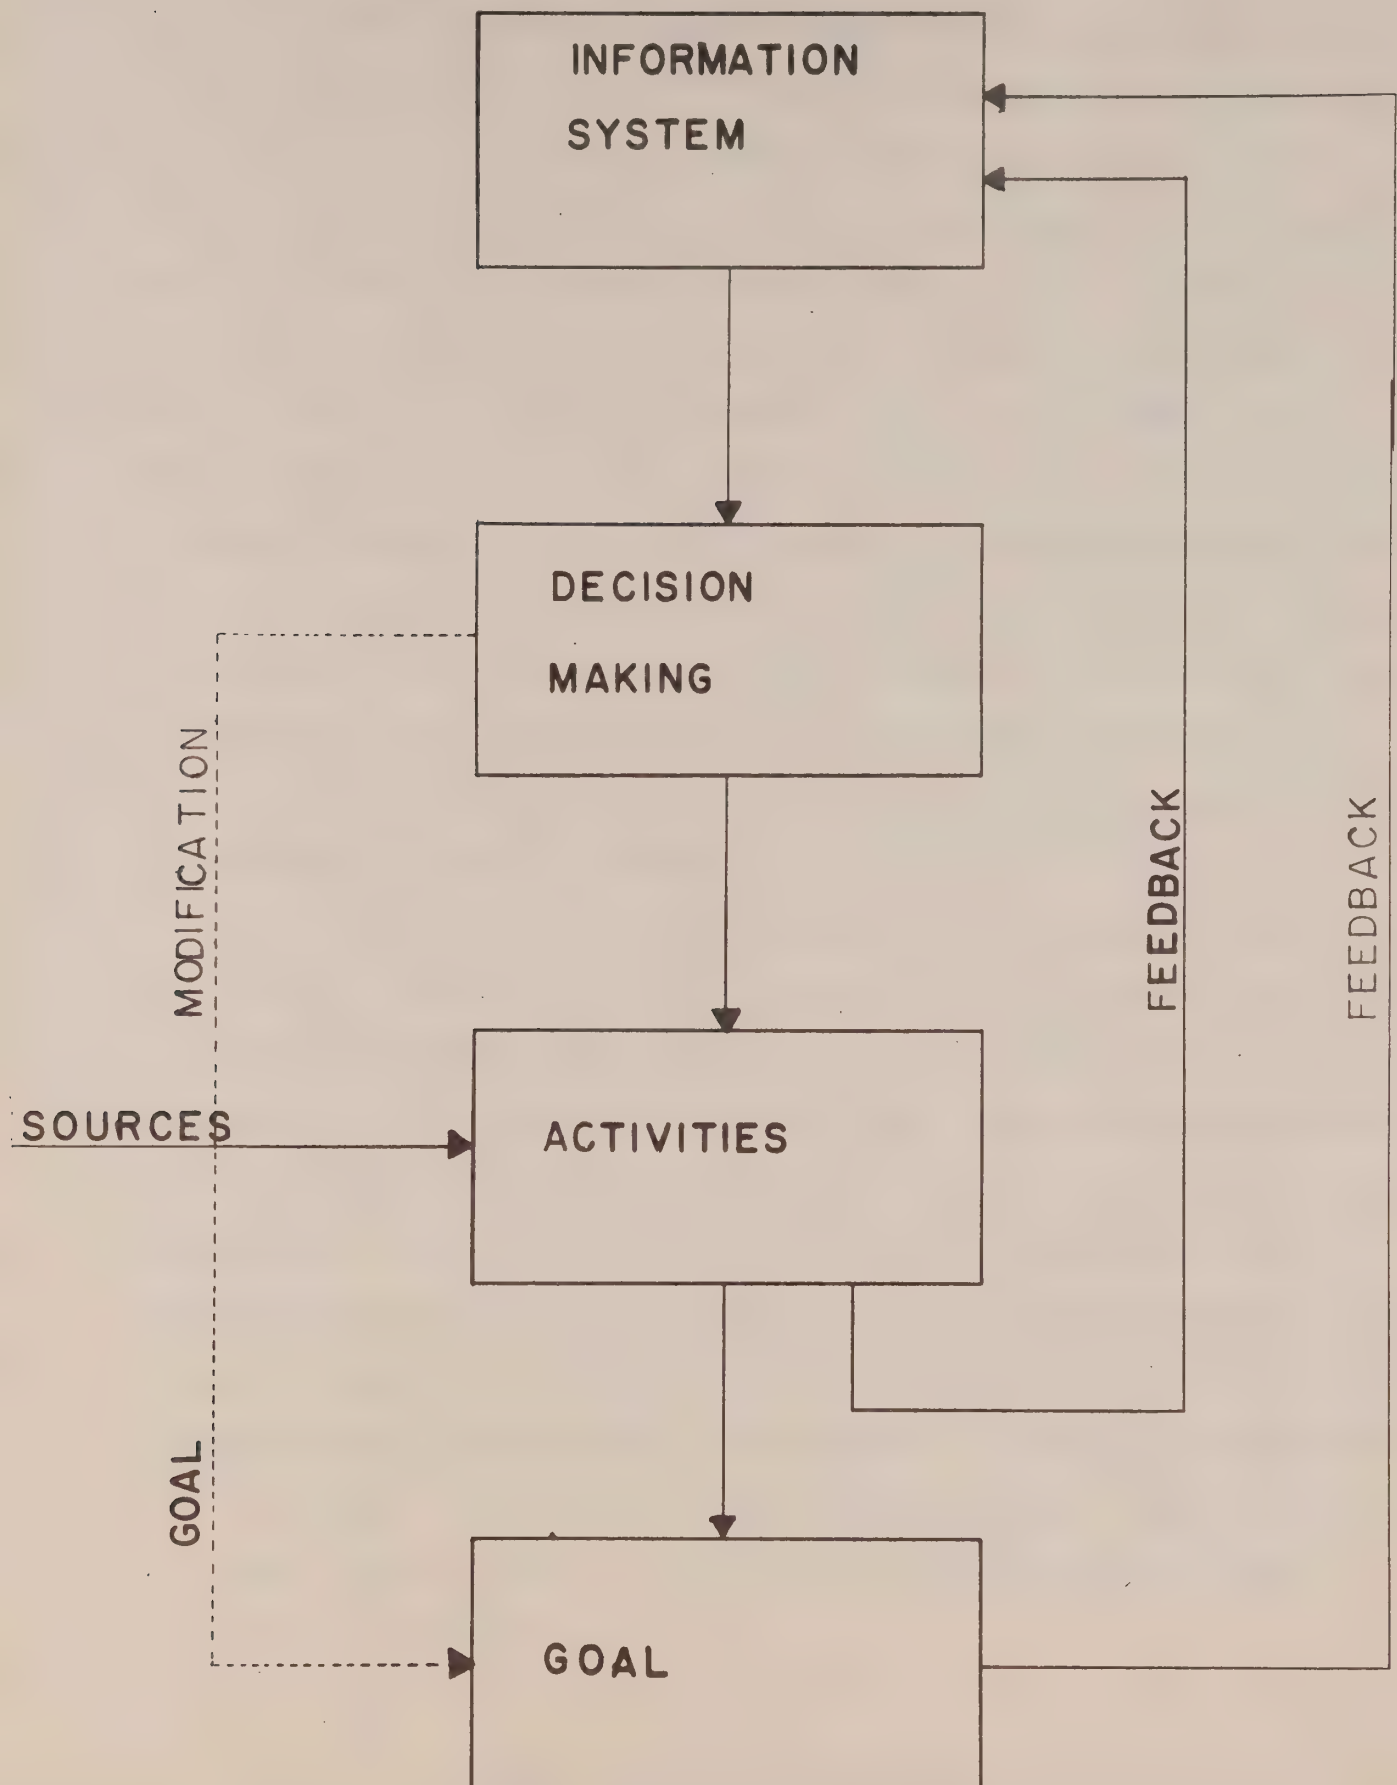 INFORMATION
SYSTEM
DECISION
MAKING
MODIFICATION
FEEDBACK
FEEDBACK
SOURCES
ACTIVITIES
GOAL
GOAL